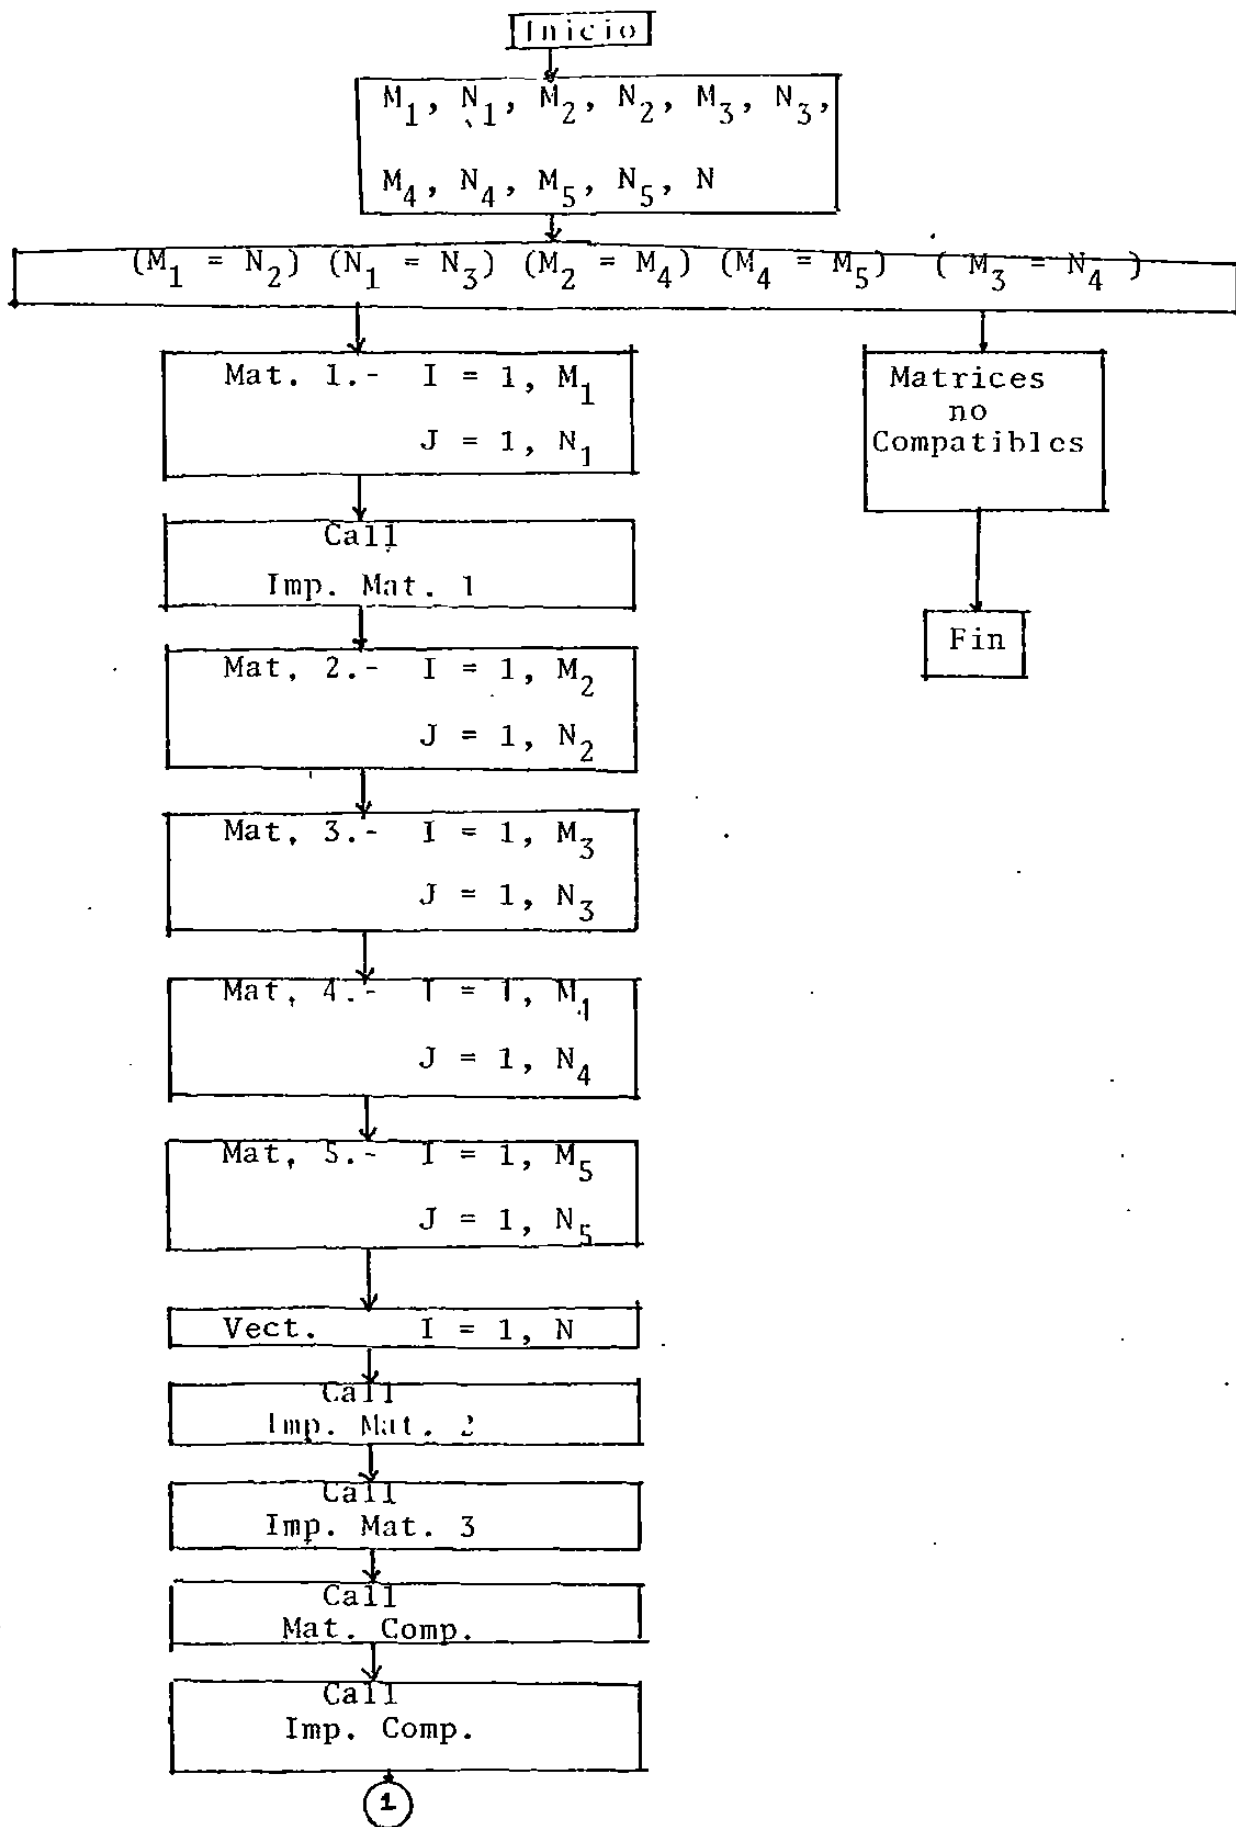 Inicio
M₁, N₁, M₂, N₂, M₃, N₃,
M₄, N₄, M₅, N₅, N
(M₁ = N₂) (N₁ = N₃) (M₂ = M₄) (M₄ = M₅) ( M₃ = N₄ )
Mat. 1.- I = 1, M₁
J = 1, N₁
Matrices
no
Compatibles
Call
Imp. Mat. 1
Fin
Mat. 2.- I = 1, M₂
J = 1, N₂
Mat. 3.- I = 1, M₃
J = 1, N₃
Mat. 4.- I = 1, M₄
J = 1, N₄
Mat. 5.- I = 1, M₅
J = 1, N₅
Vect. I = 1, N
Call
Imp. Mat. 2
Call
Imp. Mat. 3
Call
Mat. Comp.
Call
Imp. Comp.
1